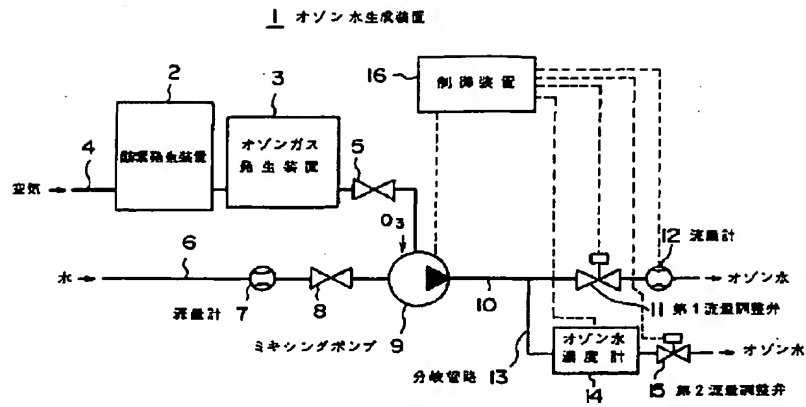 1 オゾン水生成装置
2
3
16
制御装置
酸素発生装置
オゾンガス
発生装置
4
5
空気
O3
6
12 流量計
水
オゾン水
7
8
10
流量計
9
11 第1流量調整弁
ミキシングポンプ
オゾン水
濃度計
オゾン水
分岐管路 13
14
15 第2流量調整弁